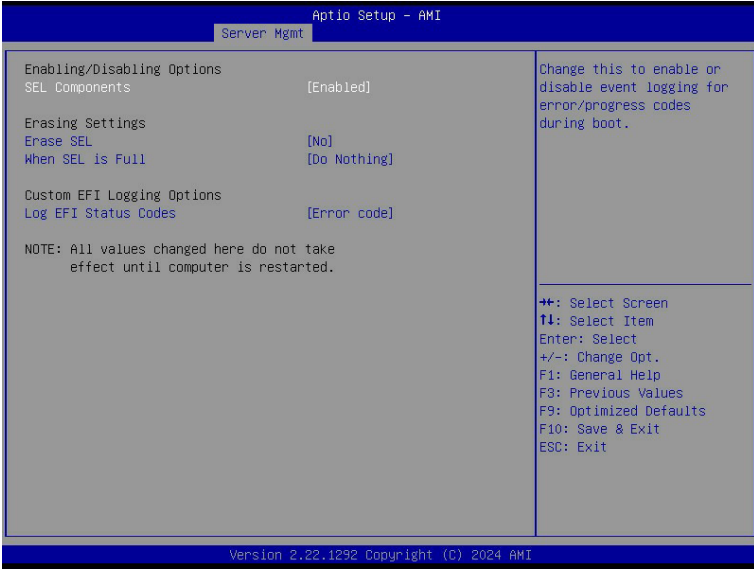 Aptio Setup – AMI
Server Mgmt
Enabling/Disabling Options
SEL Components [Enabled]
Erasing Settings
Erase SEL [No]
When SEL is Full [Do Nothing]
Custom EFI Logging Options
Log EFI Status Codes [Error code]
NOTE: All values changed here do not take
effect until computer is restarted.
Change this to enable or
disable event logging for
error/progress codes
during boot.
→←: Select Screen
↑↓: Select Item
Enter: Select
+/-: Change Opt.
F1: General Help
F3: Previous Values
F9: Optimized Defaults
F10: Save & Exit
ESC: Exit
Version 2.22.1292 Copyright (C) 2024 AMI